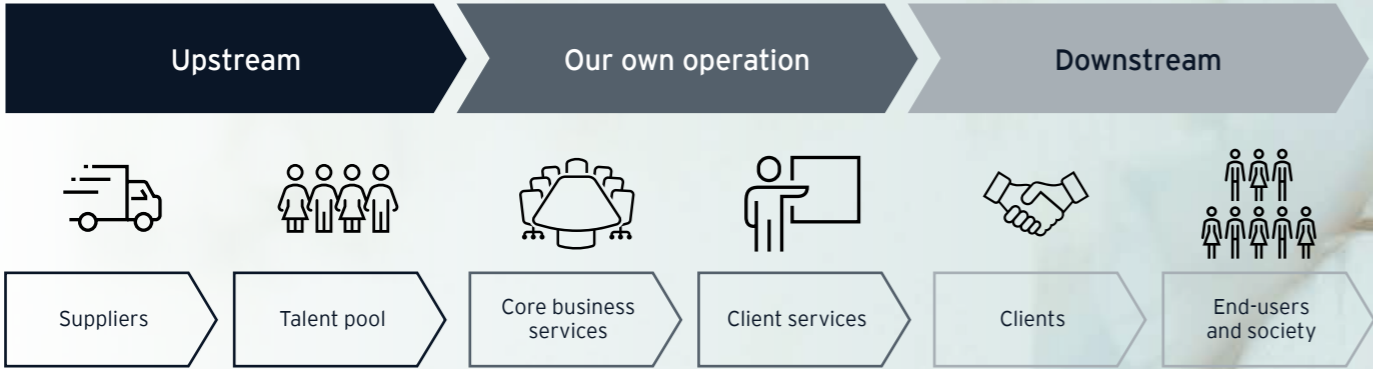 Upstream
Our own operation
Downstream
Suppliers
Talent pool
Core business
services
Client services
Clients
End-users
and society